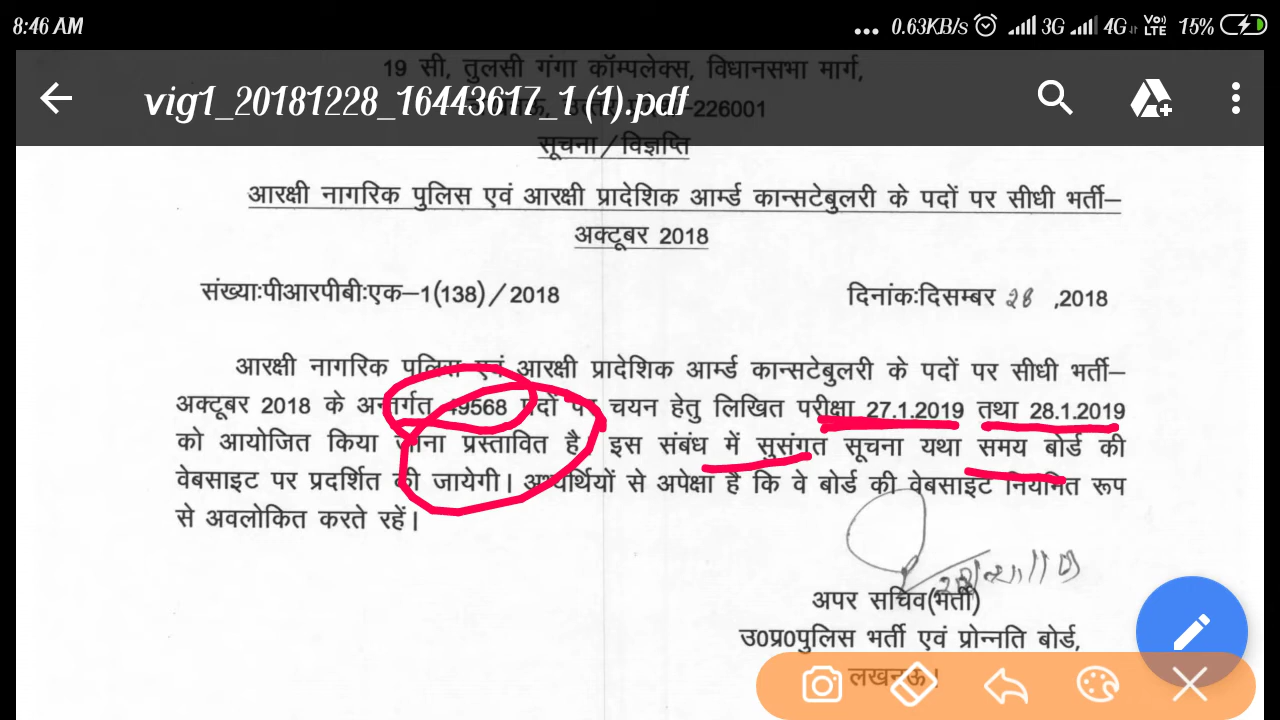 8:46 AM
... 0.63KB/s 3G 4G Vo) LTE 15%
19 सी, तुलसी गंगा कॉम्पलेक्स, विधानसभा मार्ग,
vig1_20181228_16443617_1 (1).pdf
-226001
सूचना/विज्ञप्ति
आरक्षी नागरिक पुलिस एवं आरक्षी प्रादेशिक आर्म्ड कान्सटेबुलरी के पदों पर सीधी भर्ती–
अक्टूबर 2018
संख्याःपीआरपीबीःएक–1(138)/2018
दिनांकःदिसम्बर 28 ,2018
आरक्षी नागरिक पुलिस एवं आरक्षी प्रादेशिक आर्म्ड कान्सटेबुलरी के पदों पर सीधी भर्ती–
अक्टूबर 2018 के अन्तर्गत 49568 पदों पर चयन हेतु लिखित परीक्षा 27.1.2019 तथा 28.1.2019
को आयोजित किया जाना प्रस्तावित है। इस संबंध में सुसंगत सूचना यथा समय बोर्ड की
वेबसाइट पर प्रदर्शित की जायेगी। अभ्यर्थियों से अपेक्षा है कि वे बोर्ड की वेबसाइट नियमित रूप
से अवलोकित करते रहें।
अपर सचिव(भर्ती)
उ0प्र0पुलिस भर्ती एवं प्रोन्नति बोर्ड,
लखनऊ।